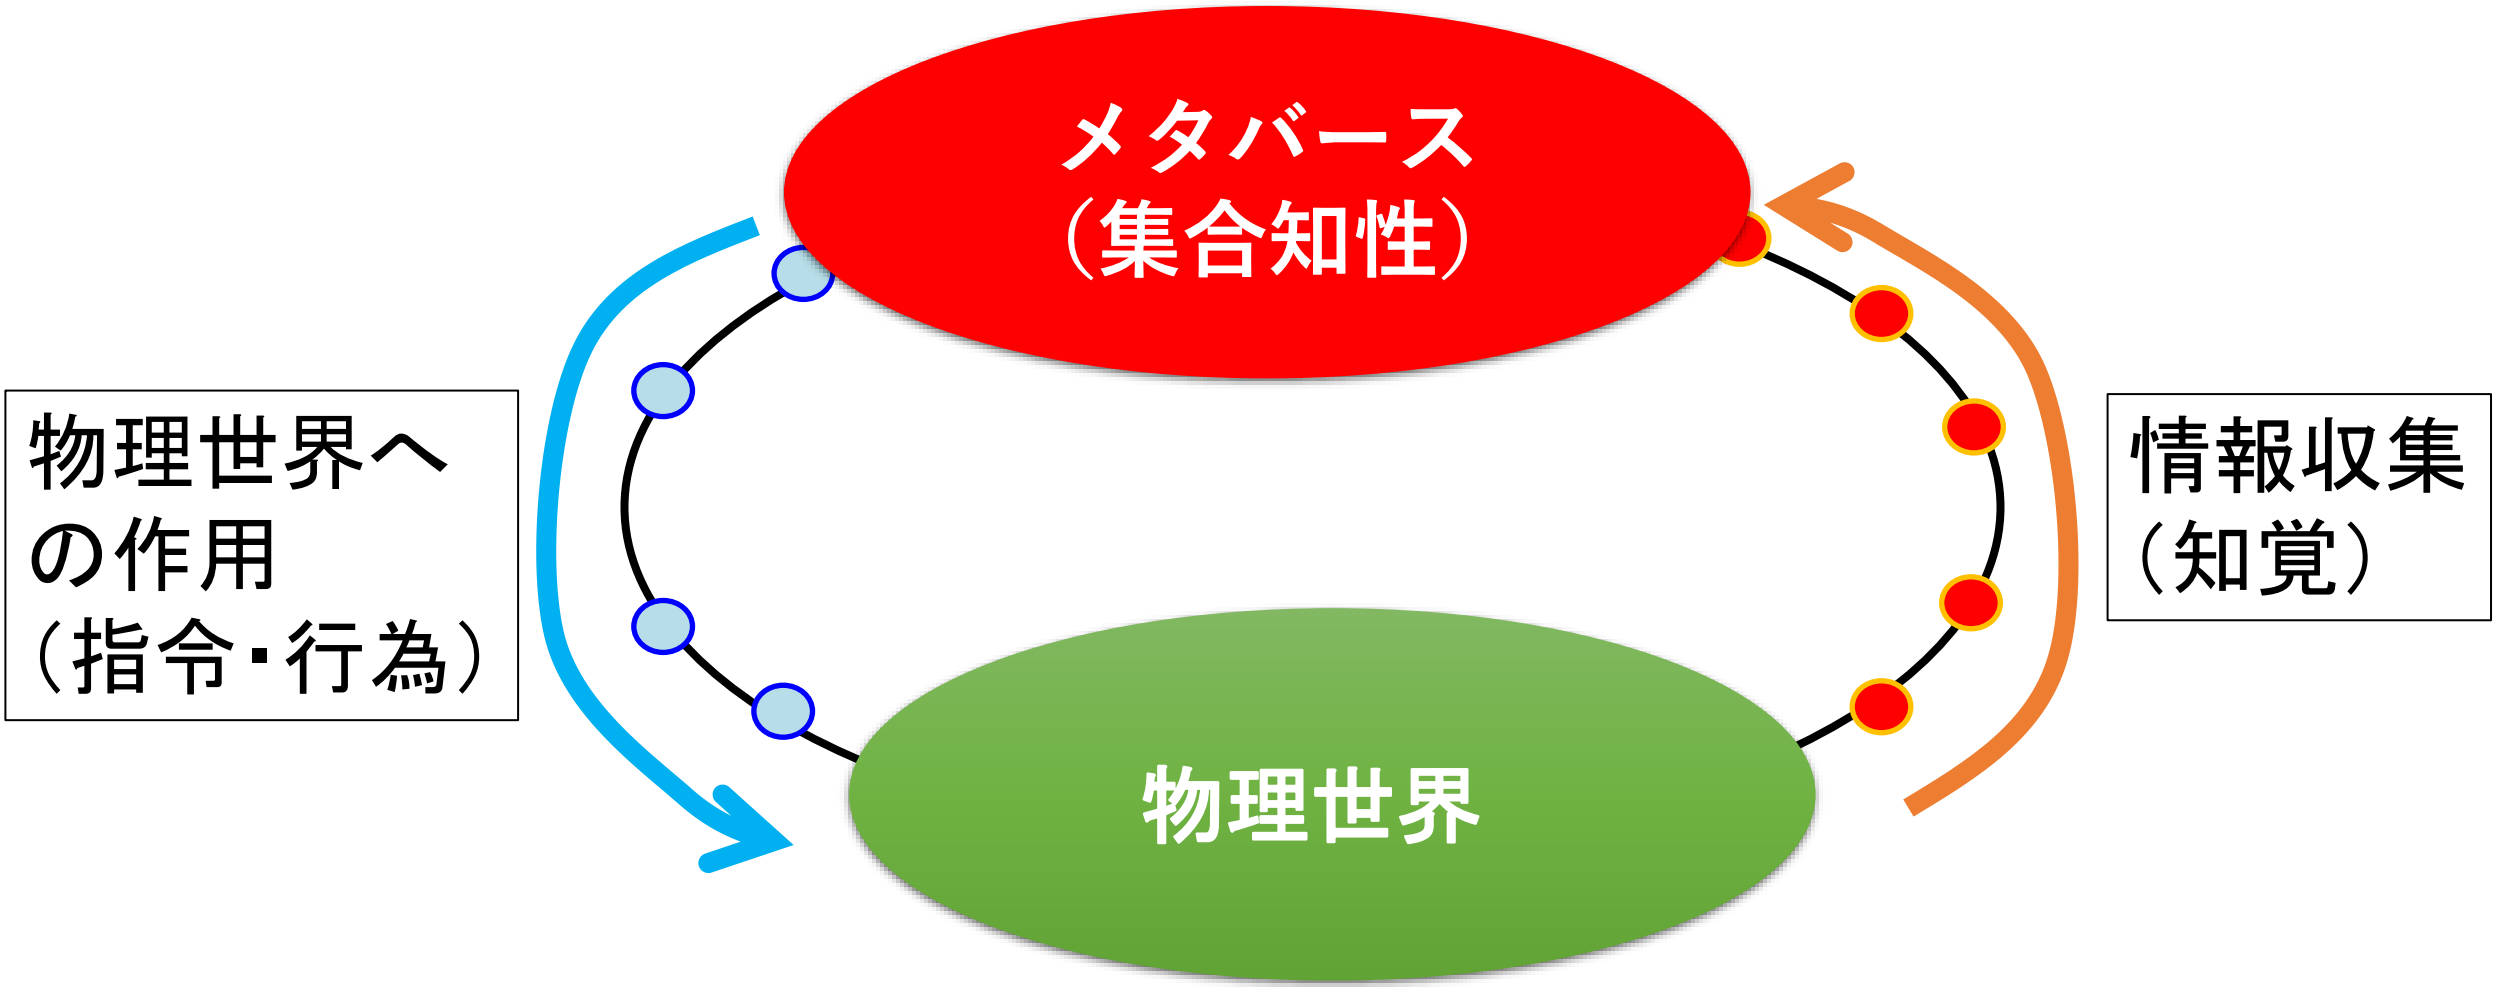 メタバース
(集合知性)
物理世界へ
の作用
(指令・行為)
情報収集
(知覚)
物理世界